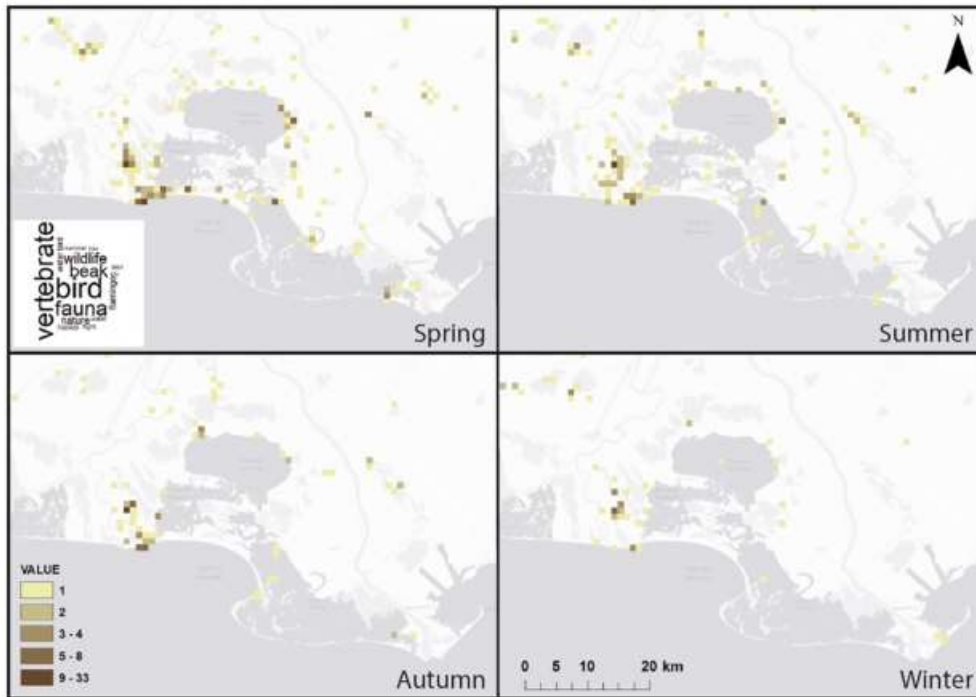 N
vertebrate
wildlife
beak
bird
flamingo
fauna
nature
Spring
Summer
VALUE
1
2
3 - 4
5 - 8
9 - 33
Autumn
0
5
10
20 km
Winter